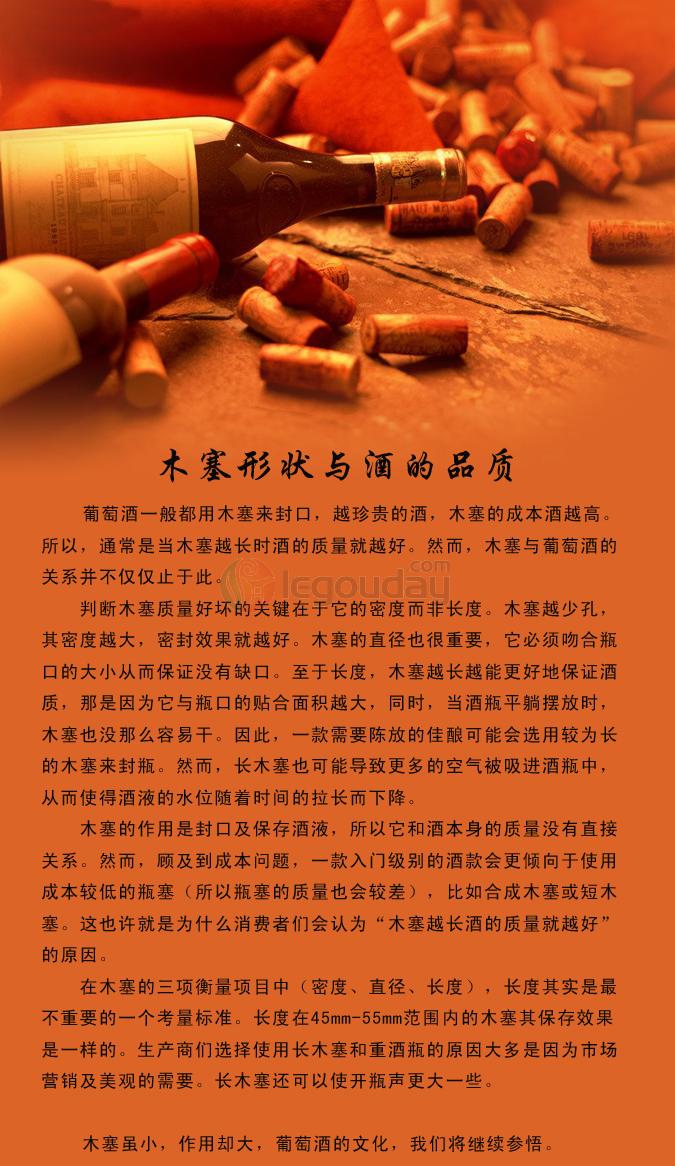 CHATEAU
HAUT
1991
木塞形状与酒的品质
葡萄酒一般都用木塞来封口，越珍贵的酒，木塞的成本酒越高。
所以，通常是当木塞越长时酒的质量就越好。然而，木塞与葡萄酒的
关系并不仅仅止于此。
legouday.com
判断木塞质量好坏的关键在于它的密度而非长度。木塞越少孔，
其密度越大，密封效果就越好。木塞的直径也很重要，它必须吻合瓶
口的大小从而保证没有缺口。至于长度，木塞越长越能更好地保证酒
质，那是因为它与瓶口的贴合面积越大，同时，当酒瓶平躺摆放时，
木塞也没那么容易干。因此，一款需要陈放的佳酿可能会选用较为长
的木塞来封瓶。然而，长木塞也可能导致更多的空气被吸进酒瓶中，
从而使得酒液的水位随着时间的拉长而下降。
木塞的作用是封口及保存酒液，所以它和酒本身的质量没有直接
关系。然而，顾及到成本问题，一款入门级别的酒款会更倾向于使用
成本较低的瓶塞（所以瓶塞的质量也会较差），比如合成木塞或短木
塞。这也许就是为什么消费者们会认为“木塞越长酒的质量就越好”
的原因。
在木塞的三项衡量项目中（密度、直径、长度），长度其实是最
不重要的一个考量标准。长度在45mm-55mm范围内的木塞其保存效果
是一样的。生产商们选择使用长木塞和重酒瓶的原因大多是因为市场
营销及美观的需要。长木塞还可以使开瓶声更大一些。
木塞虽小，作用却大，葡萄酒的文化，我们将继续参悟。